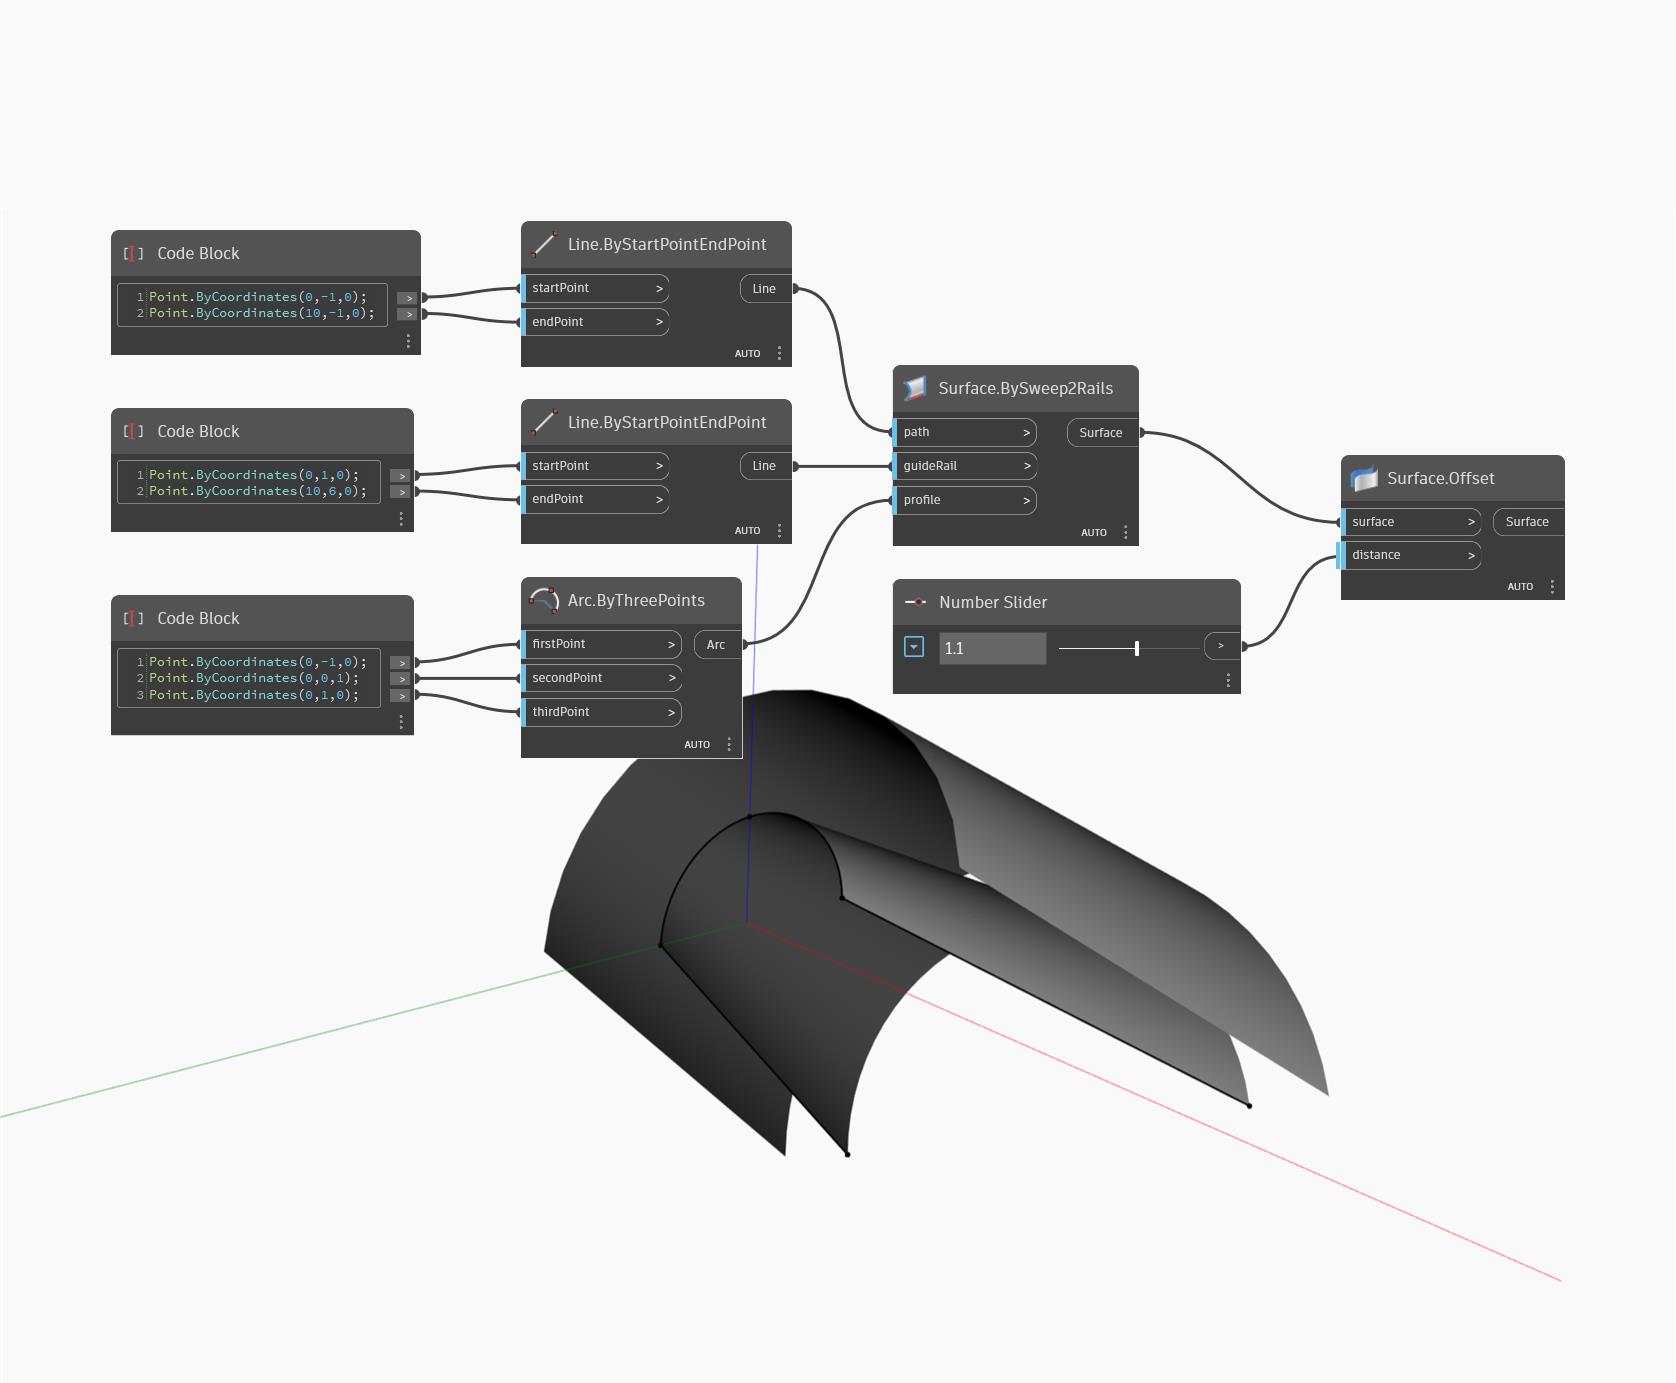 Code Block
1 Point.ByCoordinates(0,-1,0); >
2 Point.ByCoordinates(10,-1,0); >
Line.ByStartPointEndPoint
startPoint > Line
endPoint >
AUTO
Code Block
1 Point.ByCoordinates(0,1,0); >
2 Point.ByCoordinates(10,6,0); >
Line.ByStartPointEndPoint
startPoint > Line
endPoint >
AUTO
Code Block
1 Point.ByCoordinates(0,-1,0); >
2 Point.ByCoordinates(0,0,1); >
3 Point.ByCoordinates(0,1,0); >
Arc.ByThreePoints
firstPoint > Arc
secondPoint >
thirdPoint >
AUTO
Surface.BySweep2Rails
path > Surface
guideRail >
profile >
AUTO
Number Slider
1.1 >
Surface.Offset
surface > Surface
distance >
AUTO